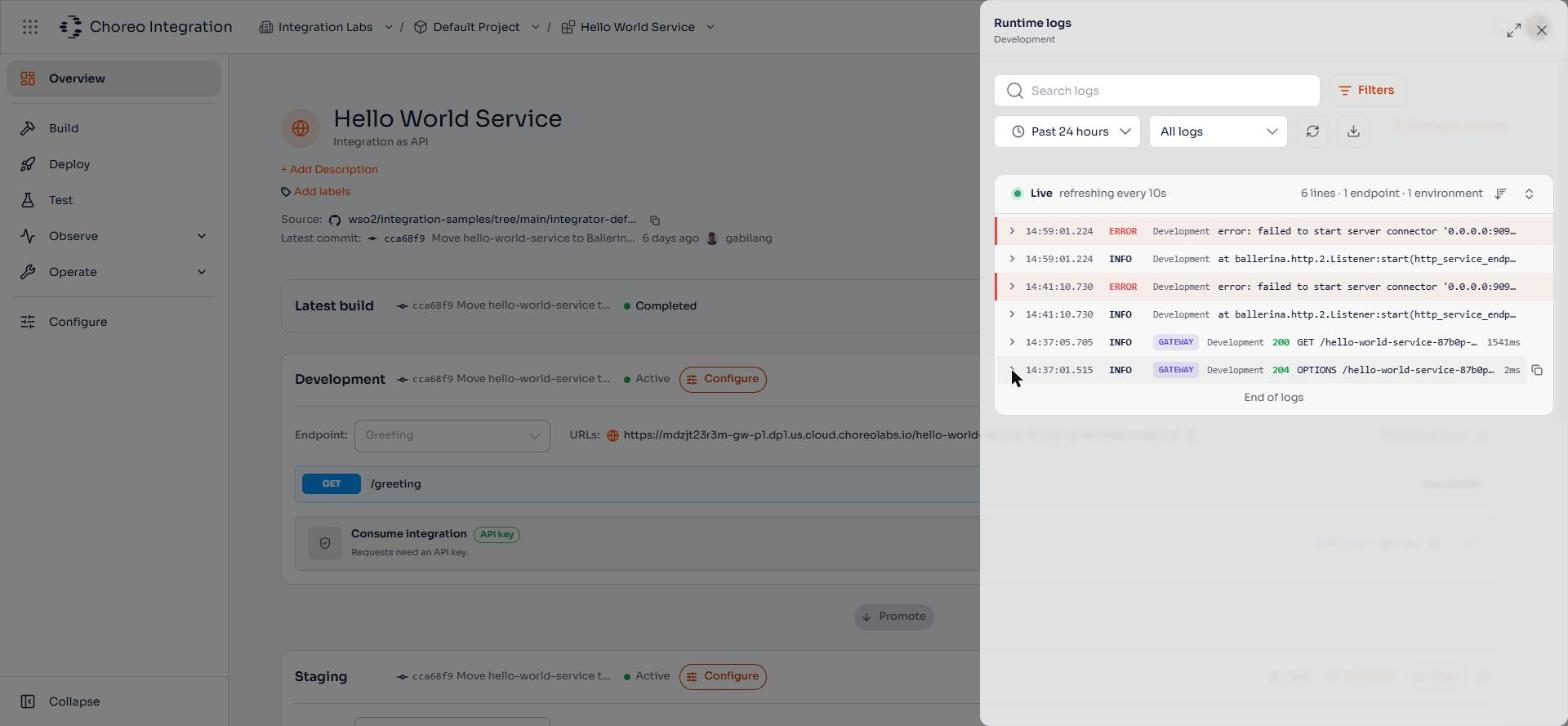 Choreo Integration
Integration Labs / Default Project / Hello World Service
Overview
Build
Deploy
Test
Observe
Operate
Configure
Collapse
Hello World Service
Integration as API
+ Add Description
Add labels
Source: wso2/integration-samples/tree/main/integrator-def...
Latest commit: cca68f9 Move hello-world-service to Ballerin... 6 days ago gabilang
Latest build cca68f9 Move hello-world-service t... Completed
Development cca68f9 Move hello-world-service t... Active Configure
Endpoint: Greeting URLs: https://mdzjt23r3m-gw-p1.dp1.us.cloud.choreolabs.io/hello-world-
GET /greeting
Consume integration API key
Requests need an API key.
Promote
Staging cca68f9 Move hello-world-service t... Active Configure
Runtime logs
Development
Search logs
Filters
Past 24 hours All logs
Live refreshing every 10s 6 lines · 1 endpoint · 1 environment
14:59:01.224 ERROR Development error: failed to start server connector '0.0.0.0:909...
14:59:01.224 INFO Development at ballerina.http.2.Listener:start(http_service_endp...
14:41:10.730 ERROR Development error: failed to start server connector '0.0.0.0:909...
14:41:10.730 INFO Development at ballerina.http.2.Listener:start(http_service_endp...
14:37:05.705 INFO GATEWAY Development 200 GET /hello-world-service-87b0p-... 1541ms
14:37:01.515 INFO GATEWAY Development 204 OPTIONS /hello-world-service-87b0p... 2ms
End of logs